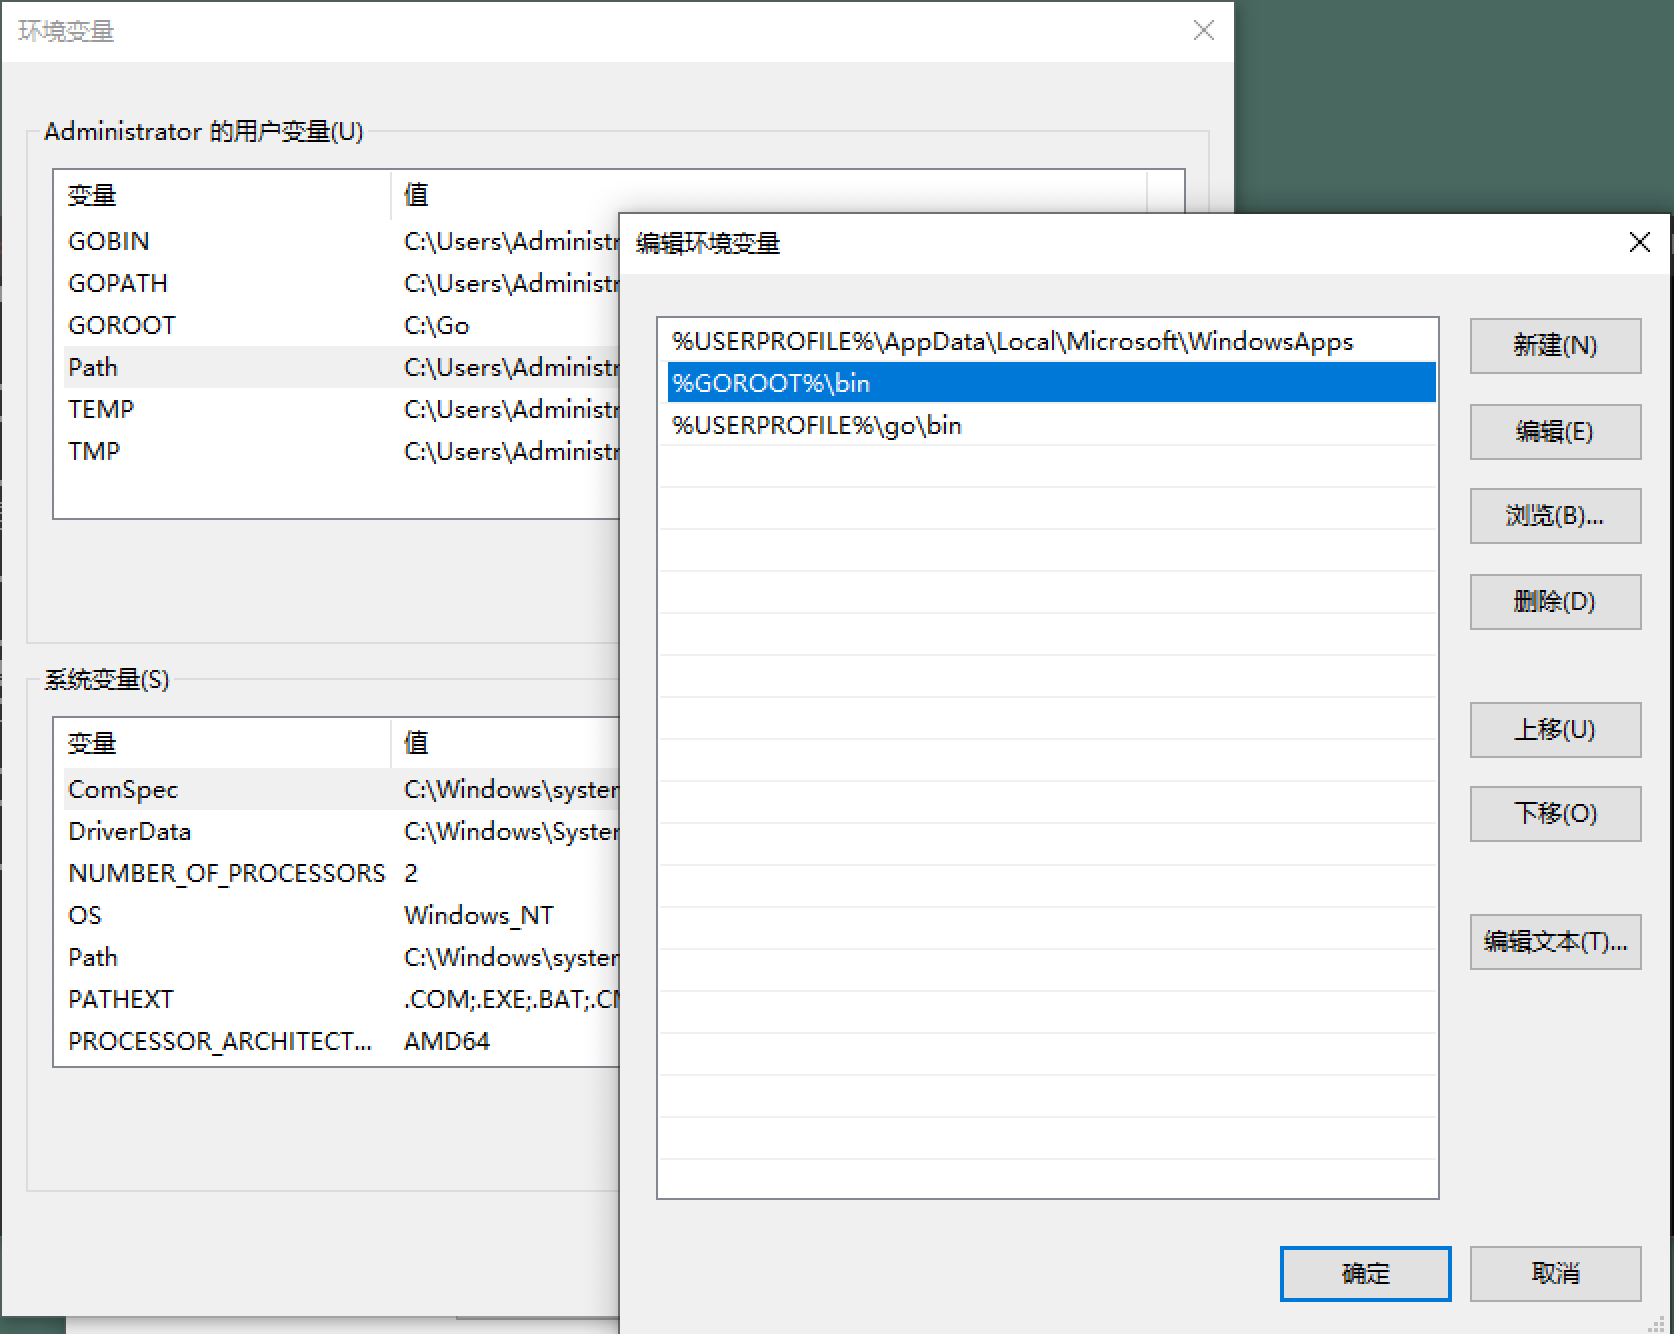 环境变量
Administrator 的用户变量(U)
变量 值
GOBIN C:\Users\Administr
GOPATH C:\Users\Administr
GOROOT C:\Go
Path C:\Users\Administr
TEMP C:\Users\Administr
TMP C:\Users\Administr
系统变量(S)
变量 值
ComSpec C:\Windows\system
DriverData C:\Windows\System
NUMBER_OF_PROCESSORS 2
OS Windows_NT
Path C:\Windows\system
PATHEXT .COM;.EXE;.BAT;.CM
PROCESSOR_ARCHITECT... AMD64
编辑环境变量
%USERPROFILE%\AppData\Local\Microsoft\WindowsApps
%GOROOT%\bin
%USERPROFILE%\go\bin
新建(N)
编辑(E)
浏览(B)...
删除(D)
上移(U)
下移(O)
编辑文本(T)...
确定
取消